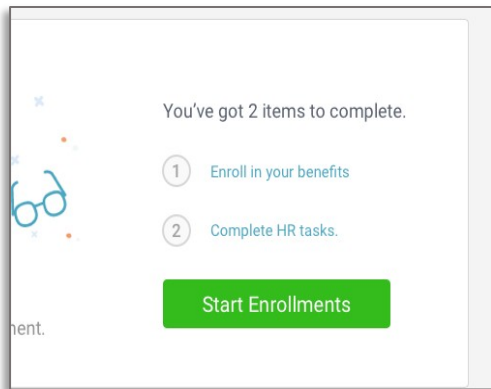 You've got 2 items to complete.
1 Enroll in your benefits
2 Complete HR tasks.
Start Enrollments